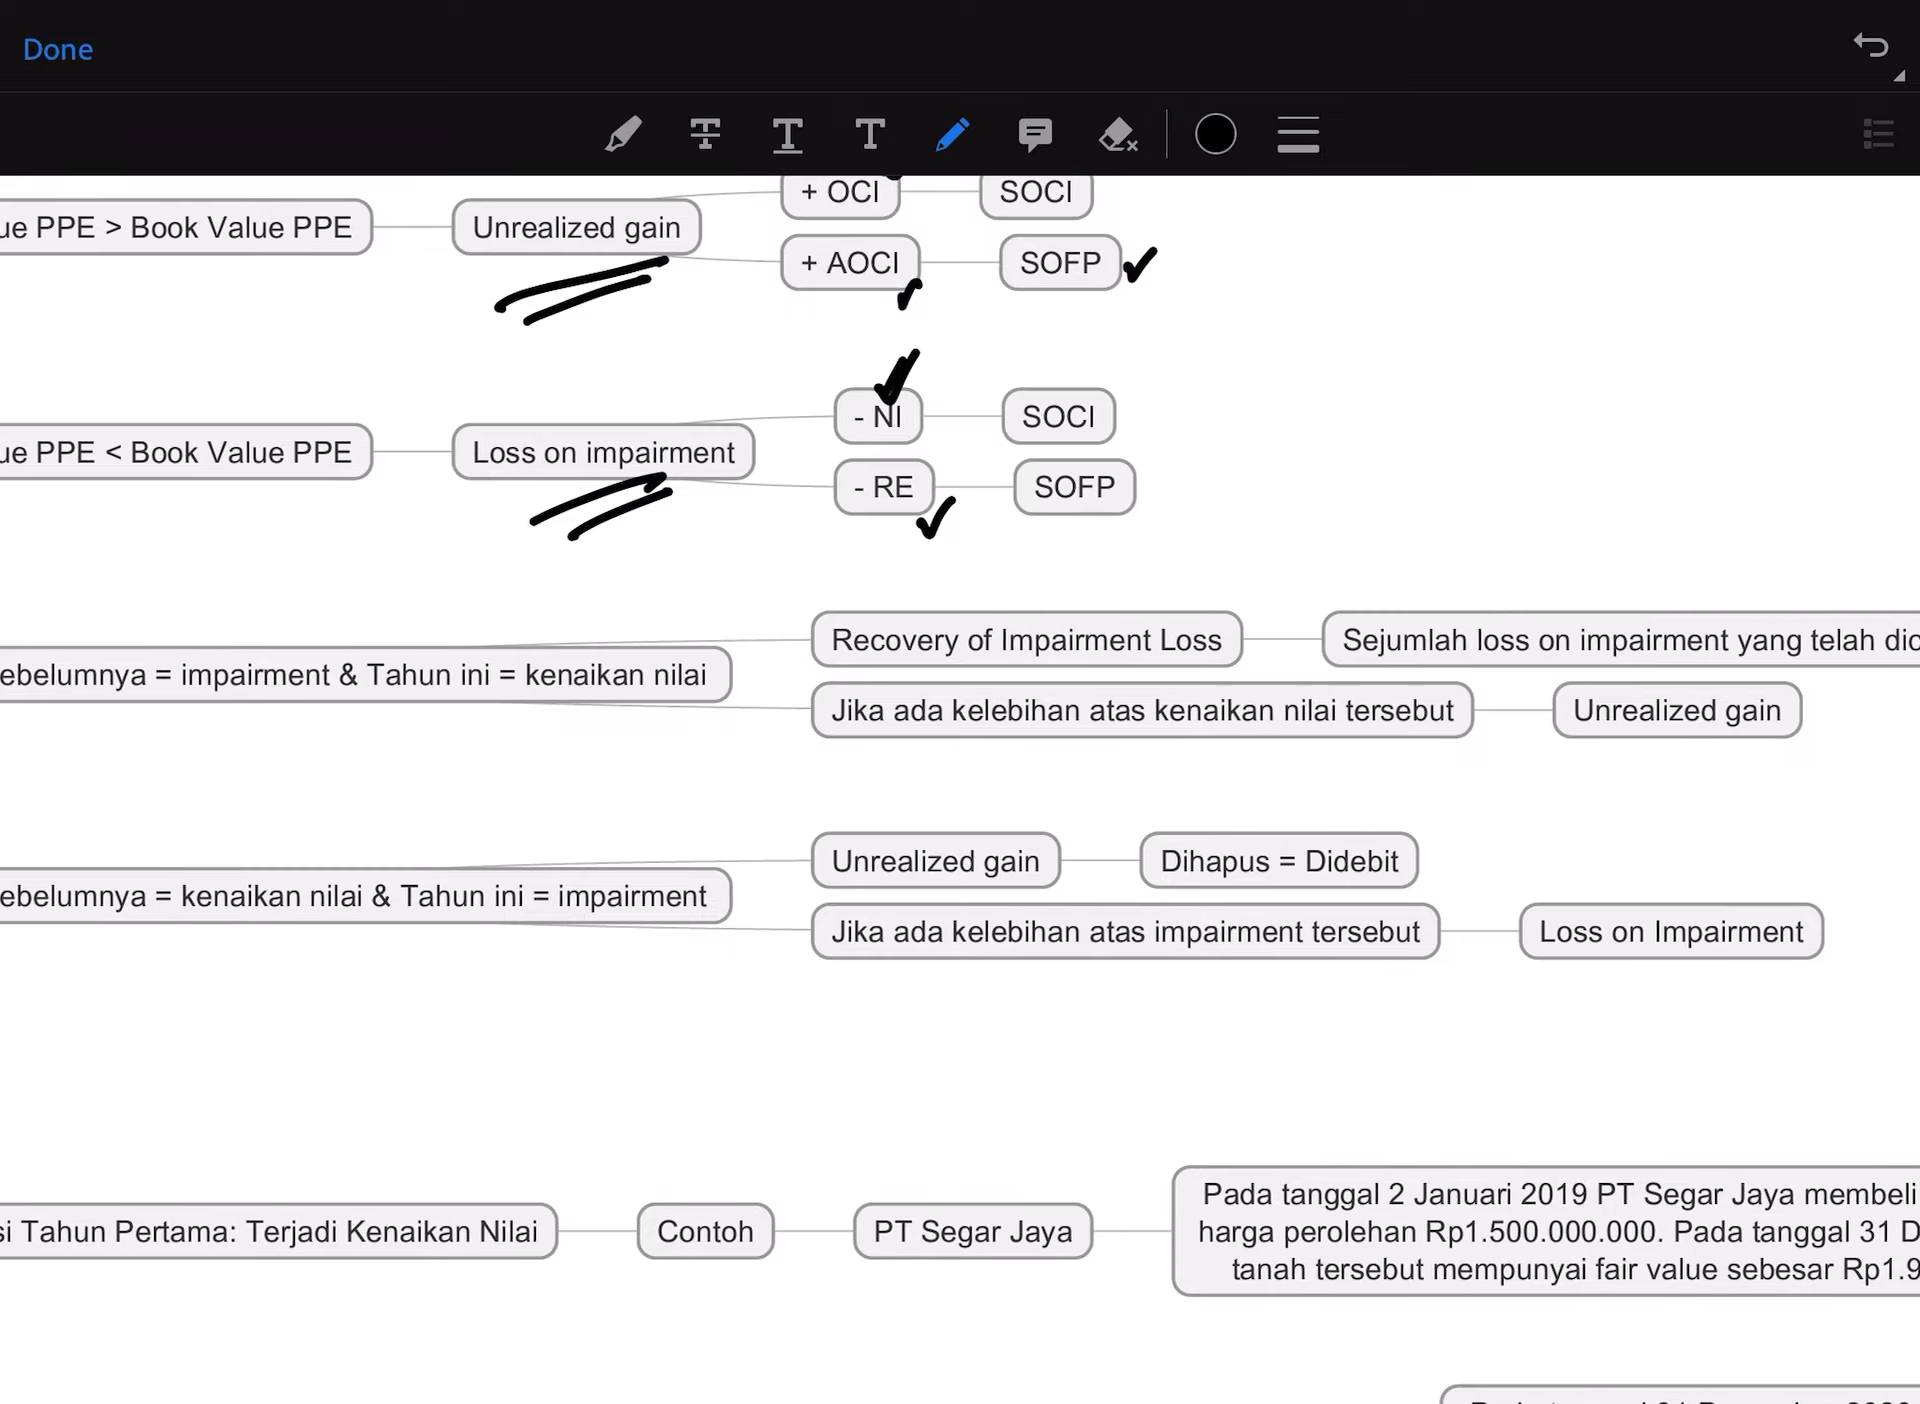 Done
+ OCI
SOCI
ue PPE > Book Value PPE
Unrealized gain
+ AOCI
SOFP
- NI
SOCI
ue PPE < Book Value PPE
Loss on impairment
- RE
SOFP
Recovery of Impairment Loss
Sejumlah loss on impairment yang telah dic
ebelumnya = impairment & Tahun ini = kenaikan nilai
Jika ada kelebihan atas kenaikan nilai tersebut
Unrealized gain
Unrealized gain
Dihapus = Didebit
ebelumnya = kenaikan nilai & Tahun ini = impairment
Jika ada kelebihan atas impairment tersebut
Loss on Impairment
si Tahun Pertama: Terjadi Kenaikan Nilai
Contoh
PT Segar Jaya
Pada tanggal 2 Januari 2019 PT Segar Jaya membeli
harga perolehan Rp1.500.000.000. Pada tanggal 31 D
tanah tersebut mempunyai fair value sebesar Rp1.9